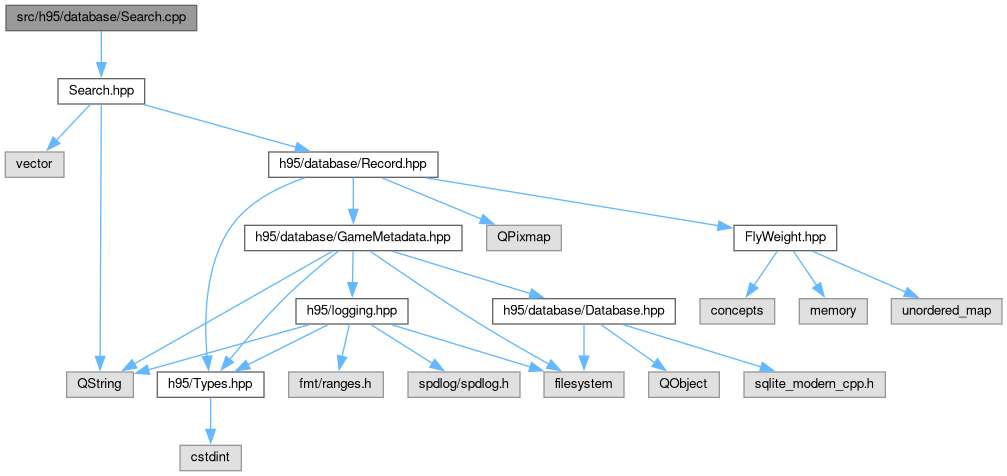 src/h95/database/Search.cpp
Search.hpp
vector
h95/database/Record.hpp
h95/database/GameMetadata.hpp
QPixmap
FlyWeight.hpp
h95/logging.hpp
h95/database/Database.hpp
concepts
memory
unordered_map
QString
h95/Types.hpp
fmt/ranges.h
spdlog/spdlog.h
filesystem
QObject
sqlite_modern_cpp.h
cstdint